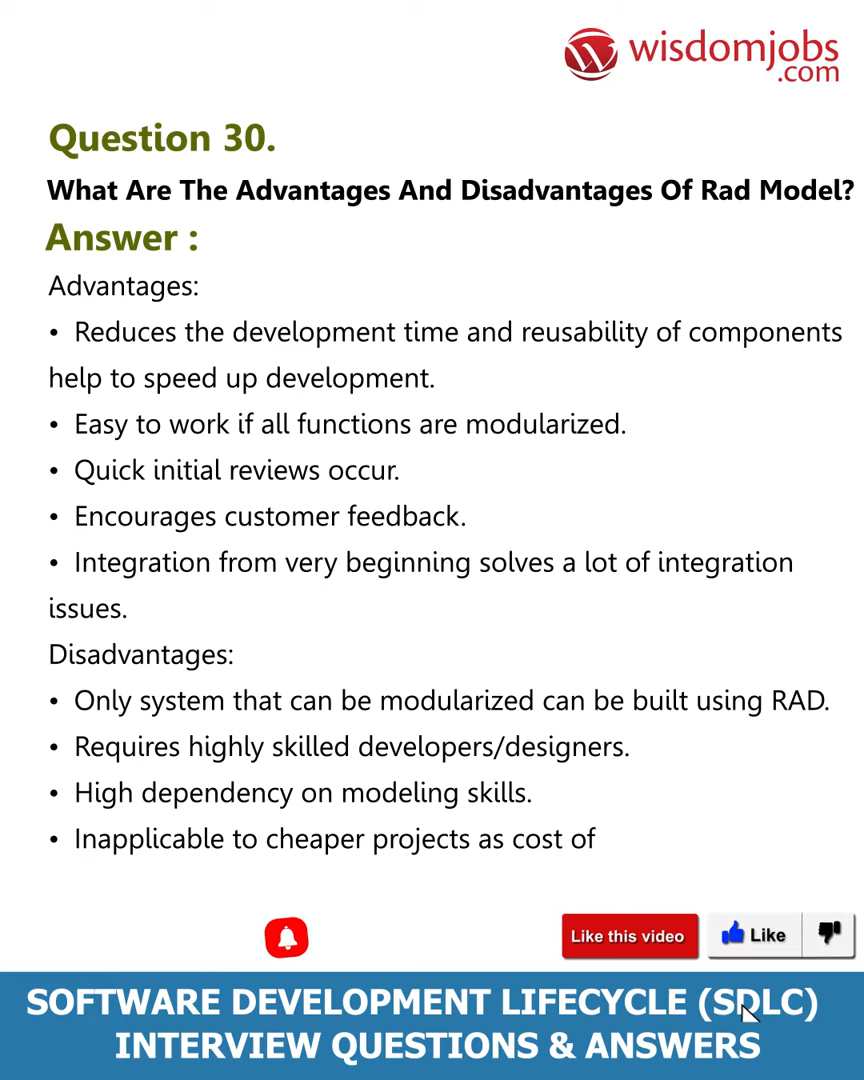 wisdomjobs
.com
Question 30.
What Are The Advantages And Disadvantages Of Rad Model?
Answer :
Advantages:
• Reduces the development time and reusability of components
help to speed up development.
• Easy to work if all functions are modularized.
• Quick initial reviews occur.
• Encourages customer feedback.
• Integration from very beginning solves a lot of integration
issues.
Disadvantages:
• Only system that can be modularized can be built using RAD.
• Requires highly skilled developers/designers.
• High dependency on modeling skills.
• Inapplicable to cheaper projects as cost of
Like this video
Like
SOFTWARE DEVELOPMENT LIFECYCLE (SDLC)
INTERVIEW QUESTIONS & ANSWERS